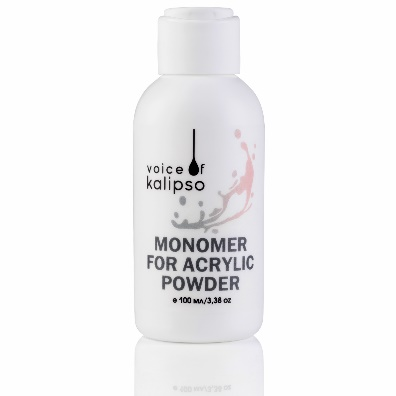 voice of
kalipso
MONOMER
FOR ACRYLIC
POWDER
e 100 мл/3,38 oz